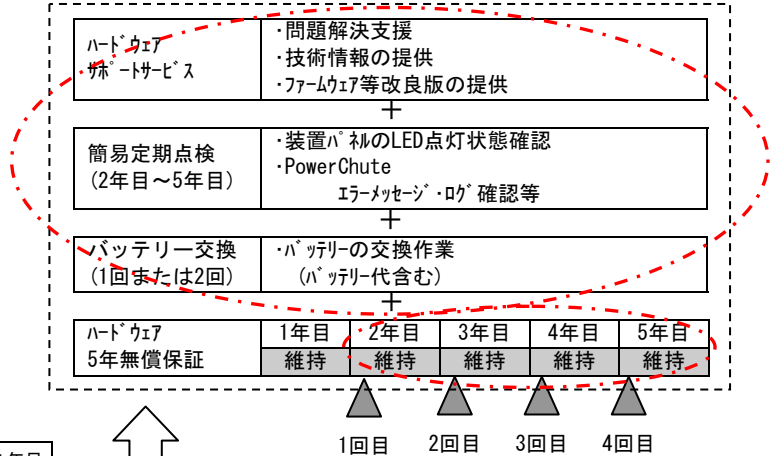 ﾊｰﾄﾞｳｪｱ
ｻﾎﾟｰﾄｻｰﾋﾞｽ
･問題解決支援
･技術情報の提供
･ﾌｧｰﾑｳｪｱ等改良版の提供
＋
簡易定期点検
(2年目～5年目)
･装置ﾊﾟﾈﾙのLED点灯状態確認
･PowerChute
ｴﾗｰﾒｯｾｰｼﾞ･ﾛｸﾞ確認等
＋
バッテリー交換
(1回または2回)
･ﾊﾞｯﾃﾘｰの交換作業
(ﾊﾞｯﾃﾘｰ代含む)
＋
ﾊｰﾄﾞｳｪｱ
5年無償保証
1年目 2年目 3年目 4年目 5年目
維持 維持 維持 維持 維持
1回目 2回目 3回目 4回目